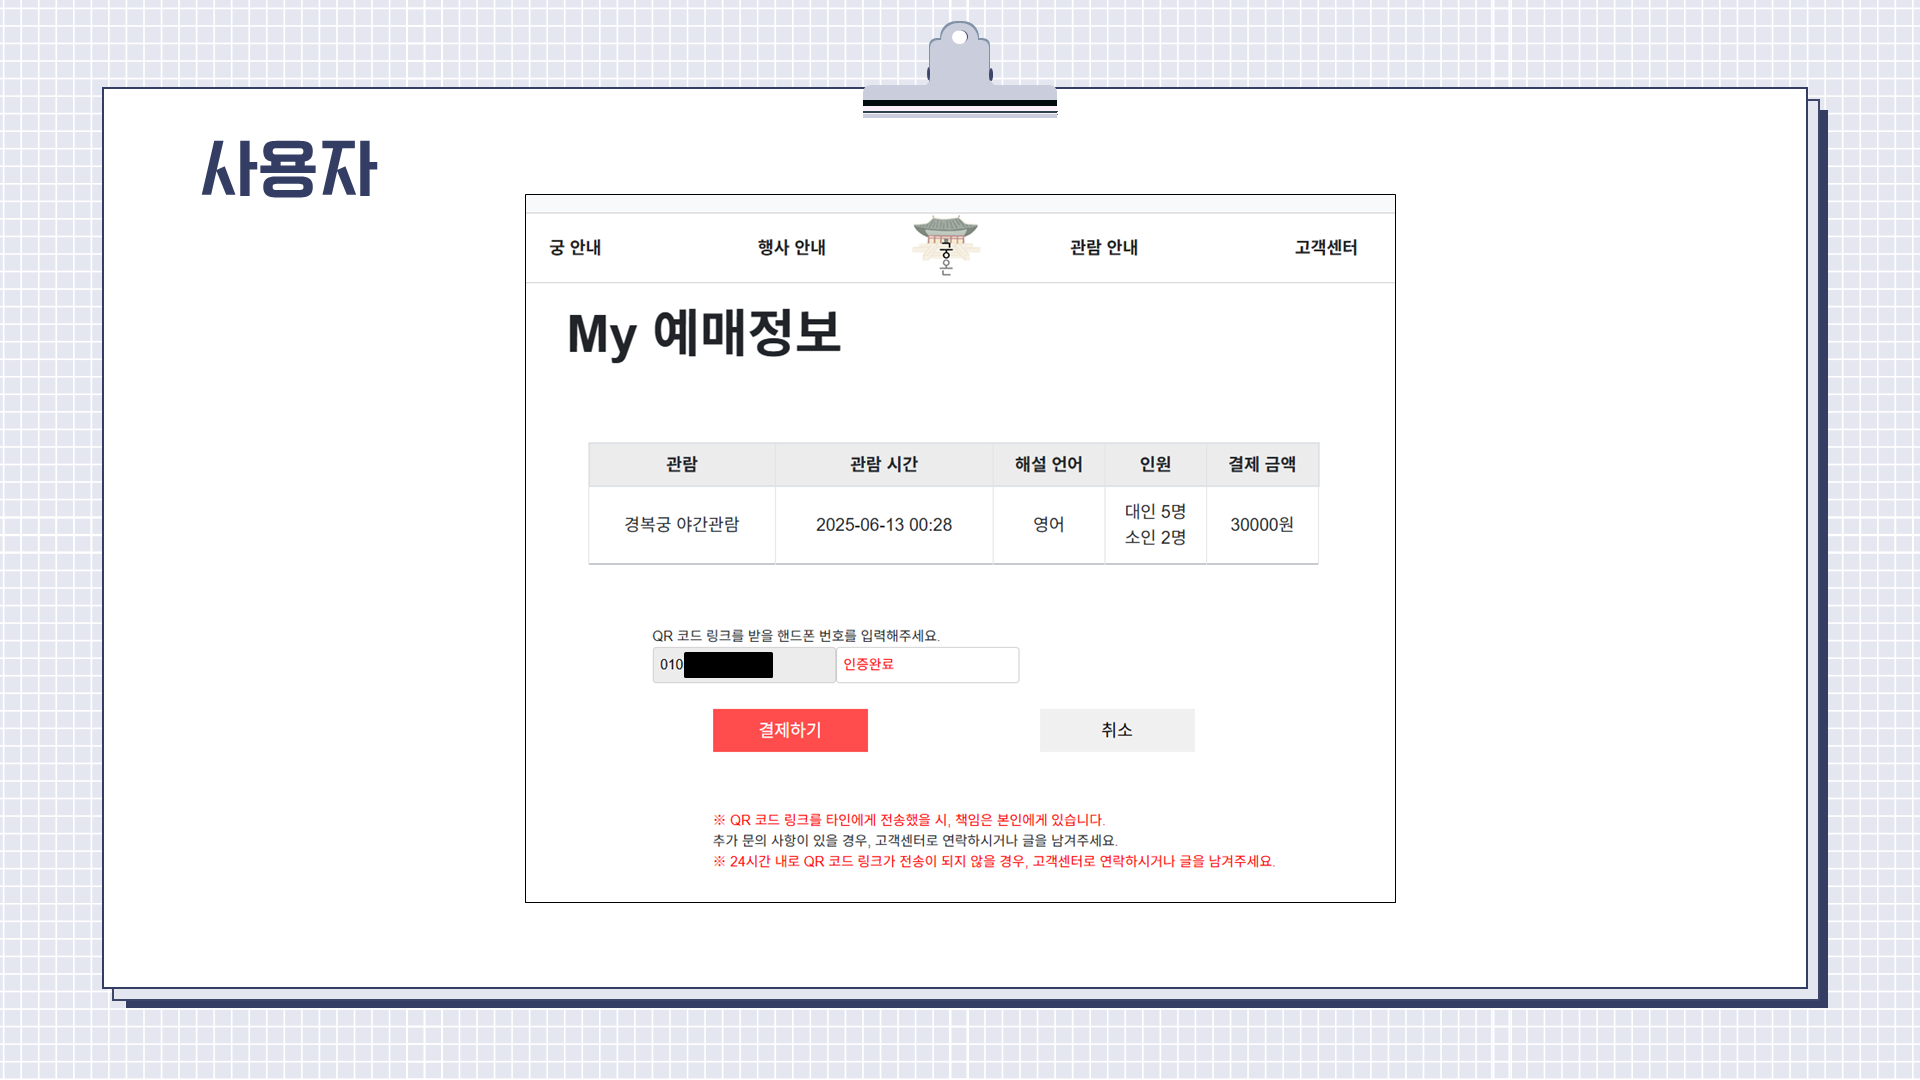 사용자
궁 안내
행사 안내
궁
온
관람 안내
고객센터
My 예매정보
관람 관람 시간 해설 언어 인원 결제 금액
경복궁 야간관람 2025-06-13 00:28 영어 대인 5명 30000원
소인 2명
QR 코드 링크를 받을 핸드폰 번호를 입력해주세요.
010 인증완료
결제하기 취소
※ QR 코드 링크를 타인에게 전송했을 시, 책임은 본인에게 있습니다.
추가 문의 사항이 있을 경우, 고객센터로 연락하시거나 글을 남겨주세요.
※ 24시간 내로 QR 코드 링크가 전송이 되지 않을 경우, 고객센터로 연락하시거나 글을 남겨주세요.